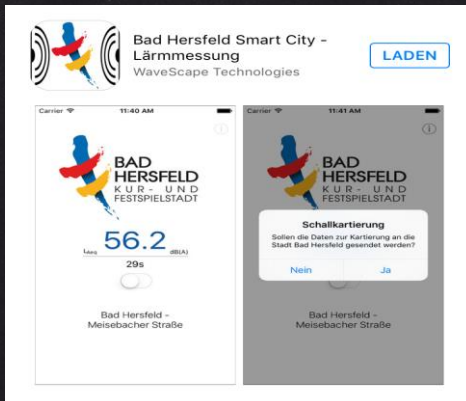 Bad Hersfeld Smart City -
Lärmmessung
WaveScape Technologies
LADEN
Carrier 11:40 AM
BAD
HERSFELD
KUR- UND
FESTSPIELSTADT
LAeq 56.2 dB(A)
29s
Bad Hersfeld -
Meisebacher Straße
Carrier 11:41 AM
BAD
HERSFELD
KUR- UND
FESTSPIELSTADT
Schallkartierung
Sollen die Daten zur Kartierung an die
Stadt Bad Hersfeld gesendet werden?
Nein Ja
Bad Hersfeld -
Meisebacher Straße